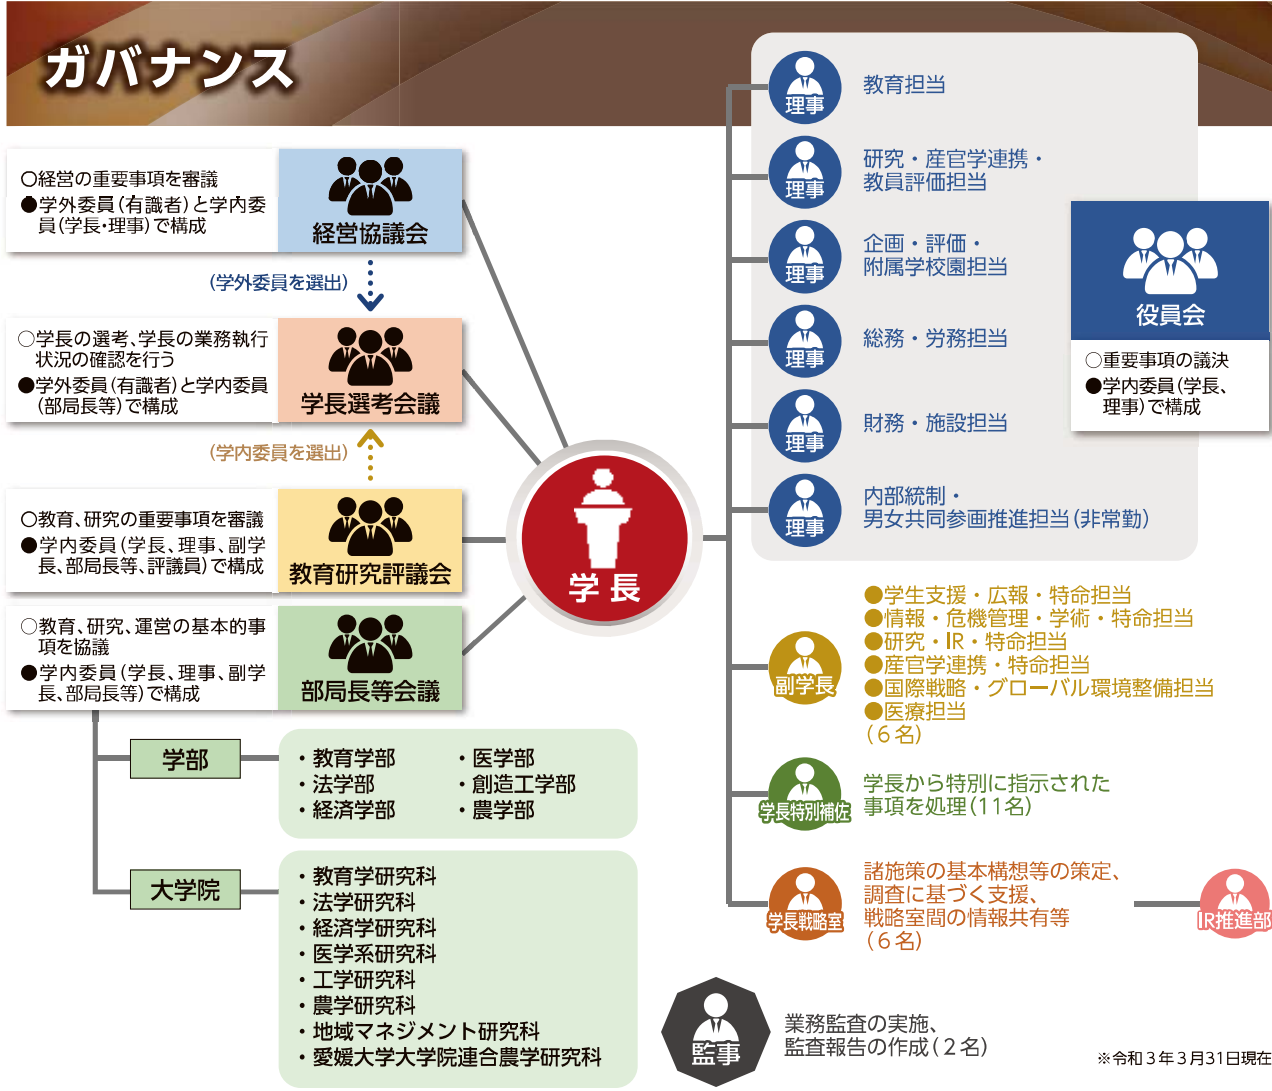 ガバナンス
○経営の重要事項を審議
●学外委員(有識者)と学内委
員(学長・理事)で構成
経営協議会
(学外委員を選出)
○学長の選考、学長の業務執行
状況の確認を行う
●学外委員(有識者)と学内委員
(部局長等)で構成
学長選考会議
(学内委員を選出)
○教育、研究の重要事項を審議
●学内委員(学長、理事、副学
長、部局長等、評議員)で構成
教育研究評議会
○教育、研究、運営の基本的事
項を協議
●学内委員(学長、理事、副学
長、部局長等)で構成
部局長等会議
学部
・教育学部
・法学部
・経済学部
・医学部
・創造工学部
・農学部
大学院
・教育学研究科
・法学研究科
・経済学研究科
・医学系研究科
・工学研究科
・農学研究科
・地域マネジメント研究科
・愛媛大学大学院連合農学研究科
学長
理事
教育担当
理事
研究・産官学連携・
教員評価担当
理事
企画・評価・
附属学校園担当
理事
総務・労務担当
理事
財務・施設担当
理事
内部統制・
男女共同参画推進担当(非常勤)
役員会
○重要事項の議決
●学内委員(学長、
理事)で構成
副学長
●学生支援・広報・特命担当
●情報・危機管理・学術・特命担当
●研究・IR・特命担当
●産官学連携・特命担当
●国際戦略・グローバル環境整備担当
●医療担当
(6名)
学長特別補佐
学長から特別に指示された
事項を処理(11名)
学長戦略室
諸施策の基本構想等の策定、
調査に基づく支援、
戦略室間の情報共有等
(6名)
IR推進部
監事
業務監査の実施、
監査報告の作成(2名)
※令和3年3月31日現在